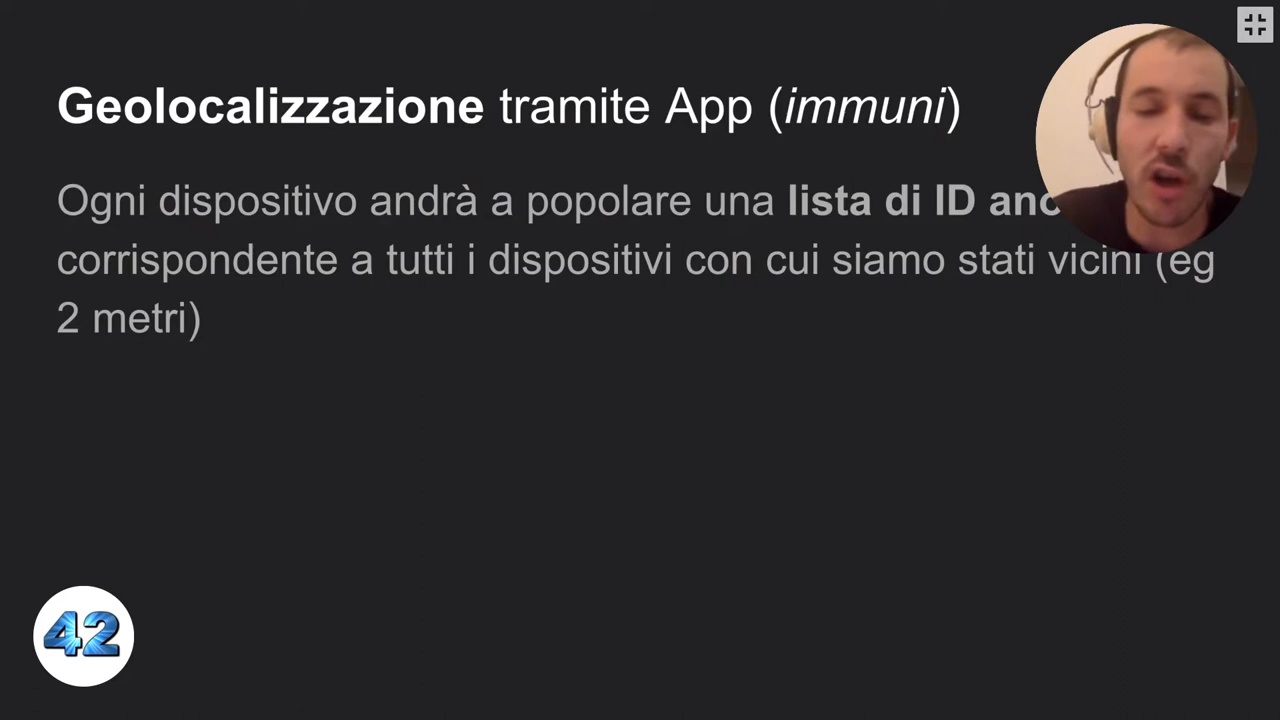 Geolocalizzazione tramite App (immuni)
Ogni dispositivo andrà a popolare una lista di ID
corrispondente a tutti i dispositivi con cui siamo stati vicini (eg
2 metri)
42